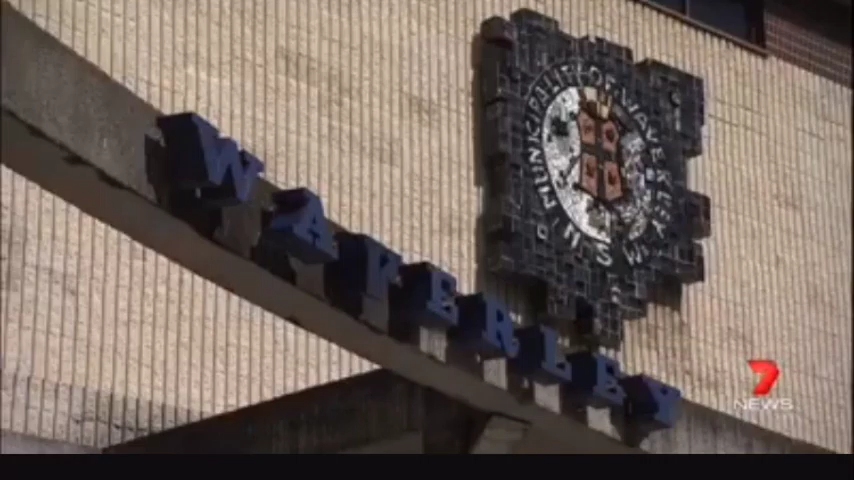 WAVERLEY
MUNICIPALITY OF WAVERLEY
N.S.W.
7
NEWS